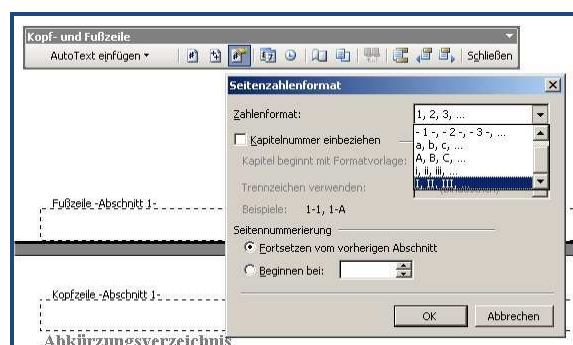 Kopf- und Fußzeile
AutoText einfügen
Schließen
Seitenzahlenformat
Zahlenformat:
1, 2, 3, ...
- 1 -, - 2 -, - 3 -, ...
a, b, c, ...
A, B, C, ...
i, ii, iii, ...
I, II, III, ...
Kapitelnummer einbeziehen
Kapitel beginnt mit Formatvorlage:
Trennzeichen verwenden:
Beispiele: 1-1, 1-A
Seitennummerierung
Fortsetzen vom vorherigen Abschnitt
Beginnen bei:
OK Abbrechen
Fußzeile -Abschnitt 1-
Kopfzeile -Abschnitt 1-
Abkürzungsverzeichnis